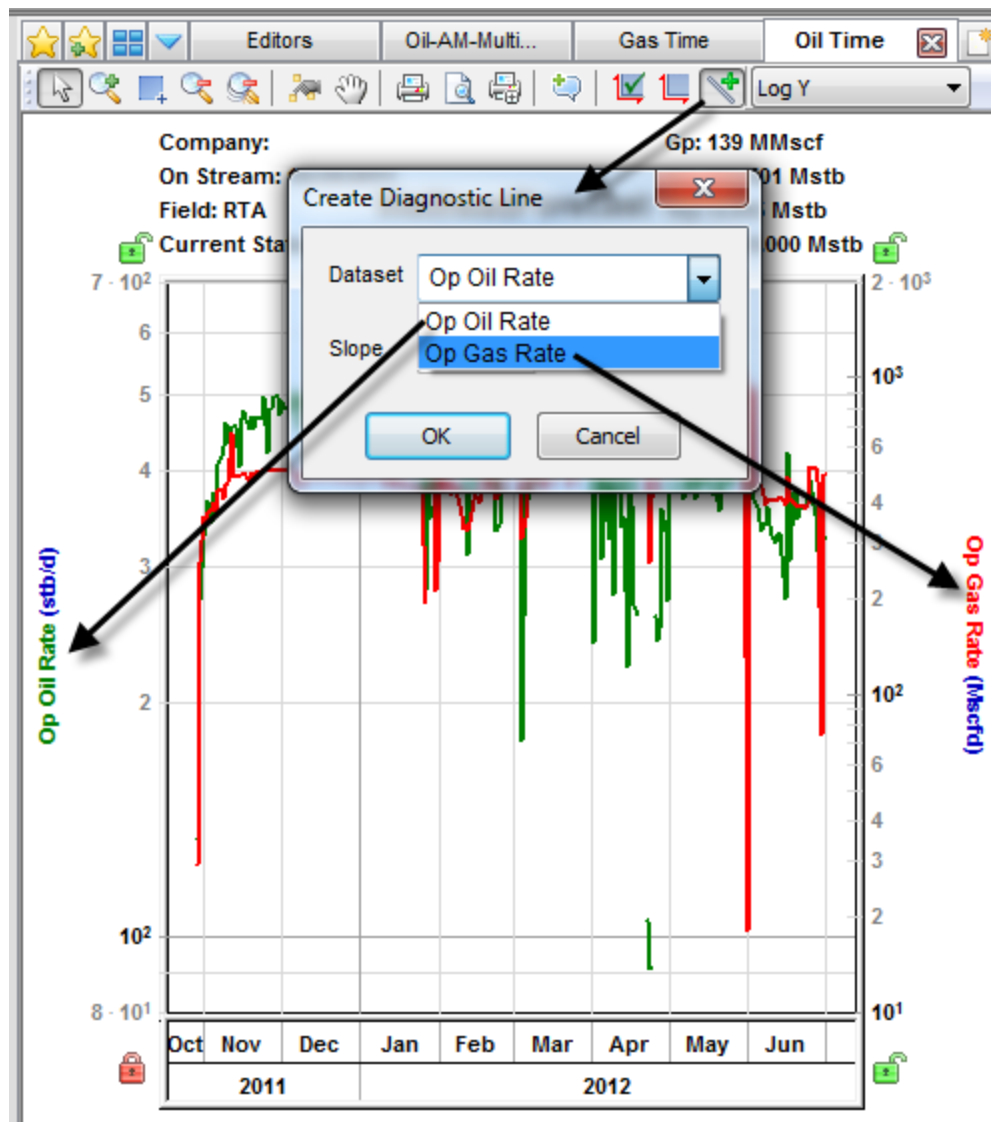 Editors
Oil-AM-Multi...
Gas Time
Oil Time
Log Y
Company:
Gp: 139 MMscf
On Stream:
01 Mstb
Field: RTA
Mstb
Current Sta
000 Mstb
Create Diagnostic Line
Dataset
Op Oil Rate
Op Oil Rate
Op Gas Rate
Slope
OK
Cancel
7 · 10²
6
5
4
3
2
10²
8 · 10¹
Op Oil Rate (stb/d)
2 · 10³
10³
6
4
3
2
10²
6
4
3
2
10¹
Op Gas Rate (Mscfd)
Oct
Nov
Dec
Jan
Feb
Mar
Apr
May
Jun
2011
2012